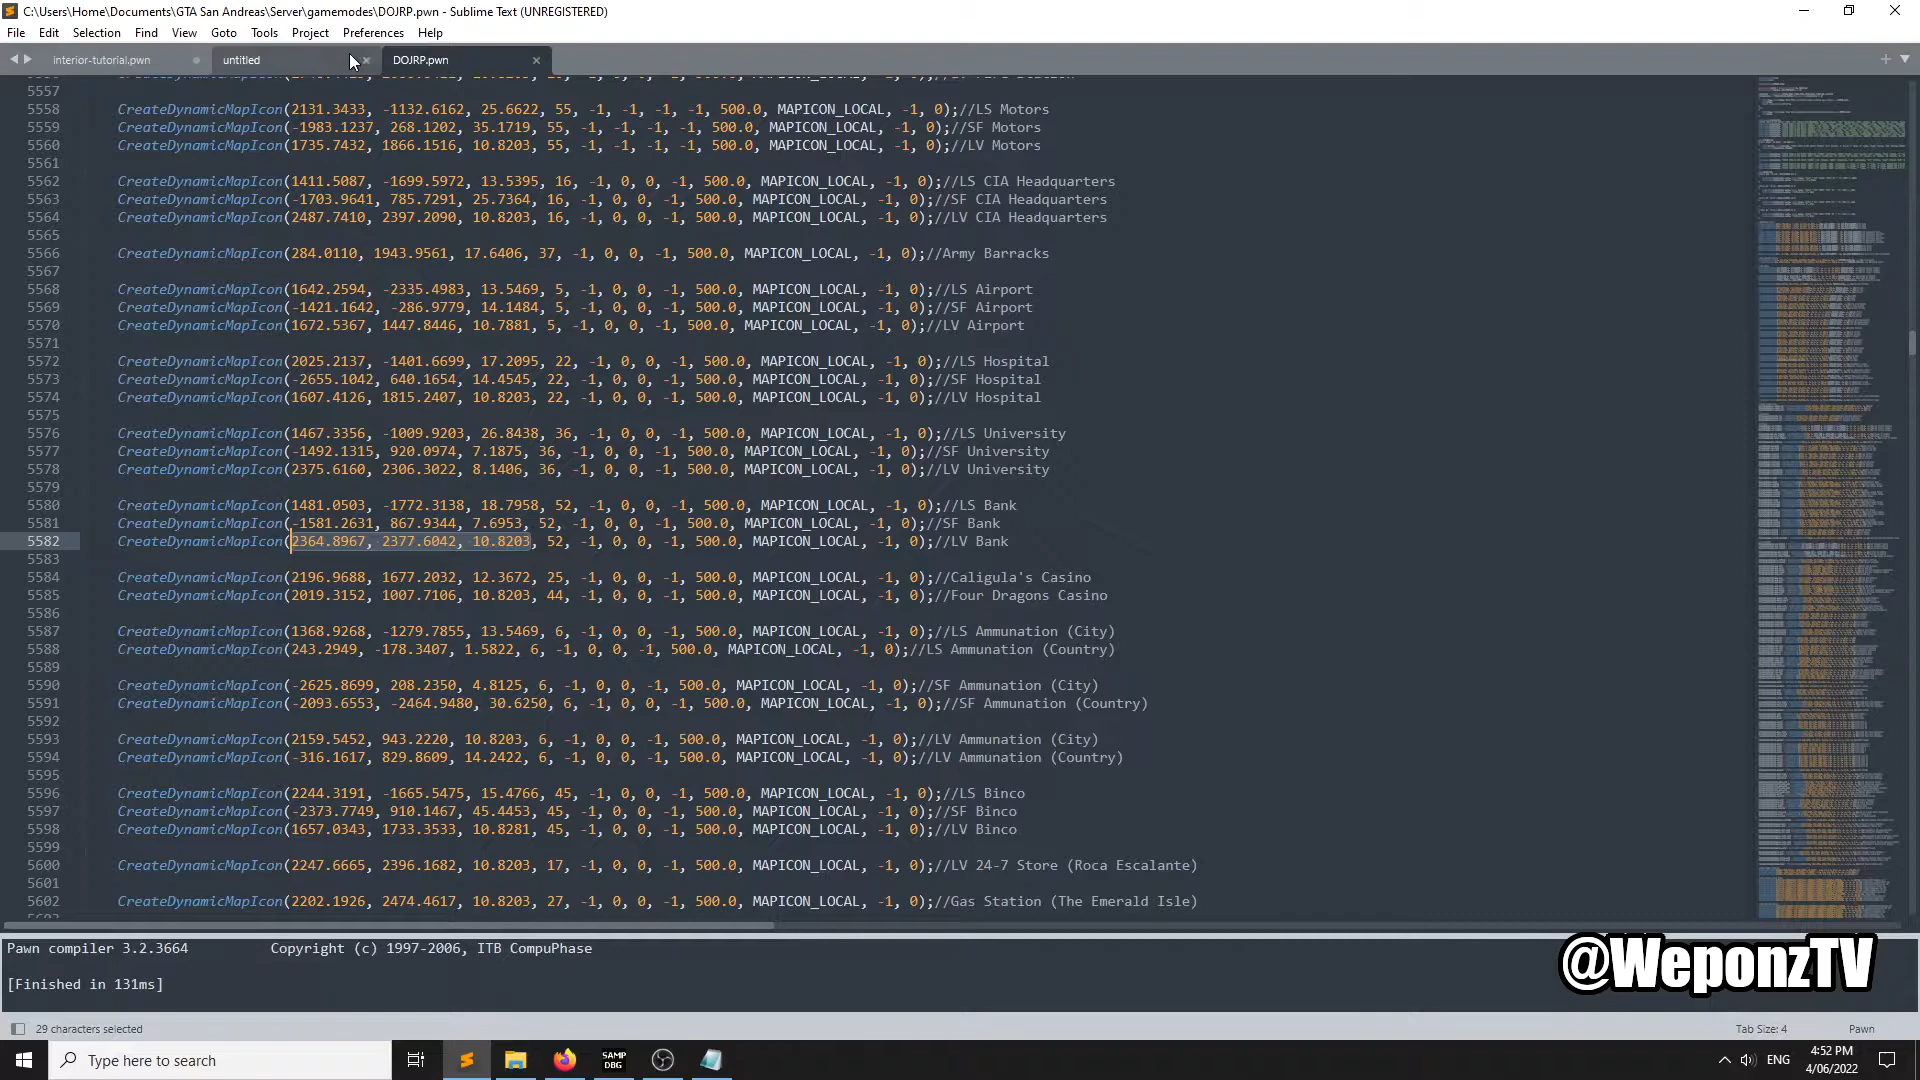 C:\Users\Home\Documents\GTA San Andreas\Server\gamemodes\DOJRP.pwn - Sublime Text (UNREGISTERED)
File Edit Selection Find View Goto Tools Project Preferences Help
interior-tutorial.pwn untitled DOJRP.pwn
5557
5558 CreateDynamicMapIcon(2131.3433, -1132.6162, 25.6622, 55, -1, -1, -1, -1, 500.0, MAPICON_LOCAL, -1, 0);//LS Motors
5559 CreateDynamicMapIcon(-1983.1237, 268.1202, 35.1719, 55, -1, -1, -1, -1, 500.0, MAPICON_LOCAL, -1, 0);//SF Motors
5560 CreateDynamicMapIcon(1735.7432, 1866.1516, 10.8203, 55, -1, -1, -1, -1, 500.0, MAPICON_LOCAL, -1, 0);//LV Motors
5561
5562 CreateDynamicMapIcon(1411.5087, -1699.5972, 13.5395, 16, -1, 0, 0, -1, 500.0, MAPICON_LOCAL, -1, 0);//LS CIA Headquarters
5563 CreateDynamicMapIcon(-1703.9641, 785.7291, 25.7364, 16, -1, 0, 0, -1, 500.0, MAPICON_LOCAL, -1, 0);//SF CIA Headquarters
5564 CreateDynamicMapIcon(2487.7410, 2397.2090, 10.8203, 16, -1, 0, 0, -1, 500.0, MAPICON_LOCAL, -1, 0);//LV CIA Headquarters
5565
5566 CreateDynamicMapIcon(284.0110, 1943.9561, 17.6406, 37, -1, 0, 0, -1, 500.0, MAPICON_LOCAL, -1, 0);//Army Barracks
5567
5568 CreateDynamicMapIcon(1642.2594, -2335.4983, 13.5469, 5, -1, 0, 0, -1, 500.0, MAPICON_LOCAL, -1, 0);//LS Airport
5569 CreateDynamicMapIcon(-1421.1642, -286.9779, 14.1484, 5, -1, 0, 0, -1, 500.0, MAPICON_LOCAL, -1, 0);//SF Airport
5570 CreateDynamicMapIcon(1672.5367, 1447.8446, 10.7881, 5, -1, 0, 0, -1, 500.0, MAPICON_LOCAL, -1, 0);//LV Airport
5571
5572 CreateDynamicMapIcon(2025.2137, -1401.6699, 17.2095, 22, -1, 0, 0, -1, 500.0, MAPICON_LOCAL, -1, 0);//LS Hospital
5573 CreateDynamicMapIcon(-2655.1042, 640.1654, 14.4545, 22, -1, 0, 0, -1, 500.0, MAPICON_LOCAL, -1, 0);//SF Hospital
5574 CreateDynamicMapIcon(1607.4126, 1815.2407, 10.8203, 22, -1, 0, 0, -1, 500.0, MAPICON_LOCAL, -1, 0);//LV Hospital
5575
5576 CreateDynamicMapIcon(1467.3356, -1009.9203, 26.8438, 36, -1, 0, 0, -1, 500.0, MAPICON_LOCAL, -1, 0);//LS University
5577 CreateDynamicMapIcon(-1492.1315, 920.0974, 7.1875, 36, -1, 0, 0, -1, 500.0, MAPICON_LOCAL, -1, 0);//SF University
5578 CreateDynamicMapIcon(2375.6160, 2306.3022, 8.1406, 36, -1, 0, 0, -1, 500.0, MAPICON_LOCAL, -1, 0);//LV University
5579
5580 CreateDynamicMapIcon(1481.0503, -1772.3138, 18.7958, 52, -1, 0, 0, -1, 500.0, MAPICON_LOCAL, -1, 0);//LS Bank
5581 CreateDynamicMapIcon(-1581.2631, 867.9344, 7.6953, 52, -1, 0, 0, -1, 500.0, MAPICON_LOCAL, -1, 0);//SF Bank
5582 CreateDynamicMapIcon(2364.8967, 2377.6042, 10.8203, 52, -1, 0, 0, -1, 500.0, MAPICON_LOCAL, -1, 0);//LV Bank
5583
5584 CreateDynamicMapIcon(2196.9688, 1677.2032, 12.3672, 25, -1, 0, 0, -1, 500.0, MAPICON_LOCAL, -1, 0);//Caligula's Casino
5585 CreateDynamicMapIcon(2019.3152, 1007.7106, 10.8203, 44, -1, 0, 0, -1, 500.0, MAPICON_LOCAL, -1, 0);//Four Dragons Casino
5586
5587 CreateDynamicMapIcon(1368.9268, -1279.7855, 13.5469, 6, -1, 0, 0, -1, 500.0, MAPICON_LOCAL, -1, 0);//LS Ammunation (City)
5588 CreateDynamicMapIcon(243.2949, -178.3407, 1.5822, 6, -1, 0, 0, -1, 500.0, MAPICON_LOCAL, -1, 0);//LS Ammunation (Country)
5589
5590 CreateDynamicMapIcon(-2625.8699, 208.2350, 4.8125, 6, -1, 0, 0, -1, 500.0, MAPICON_LOCAL, -1, 0);//SF Ammunation (City)
5591 CreateDynamicMapIcon(-2093.6553, -2464.9480, 30.6250, 6, -1, 0, 0, -1, 500.0, MAPICON_LOCAL, -1, 0);//SF Ammunation (Country)
5592
5593 CreateDynamicMapIcon(2159.5452, 943.2220, 10.8203, 6, -1, 0, 0, -1, 500.0, MAPICON_LOCAL, -1, 0);//LV Ammunation (City)
5594 CreateDynamicMapIcon(-316.1617, 829.8609, 14.2422, 6, -1, 0, 0, -1, 500.0, MAPICON_LOCAL, -1, 0);//LV Ammunation (Country)
5595
5596 CreateDynamicMapIcon(2244.3191, -1665.5475, 15.4766, 45, -1, 0, 0, -1, 500.0, MAPICON_LOCAL, -1, 0);//LS Binco
5597 CreateDynamicMapIcon(-2373.7749, 910.1467, 45.4453, 45, -1, 0, 0, -1, 500.0, MAPICON_LOCAL, -1, 0);//SF Binco
5598 CreateDynamicMapIcon(1657.0343, 1733.3533, 10.8281, 45, -1, 0, 0, -1, 500.0, MAPICON_LOCAL, -1, 0);//LV Binco
5599
5600 CreateDynamicMapIcon(2247.6665, 2396.1682, 10.8203, 17, -1, 0, 0, -1, 500.0, MAPICON_LOCAL, -1, 0);//LV 24-7 Store (Roca Escalante)
5601
5602 CreateDynamicMapIcon(2202.1926, 2474.4617, 10.8203, 27, -1, 0, 0, -1, 500.0, MAPICON_LOCAL, -1, 0);//Gas Station (The Emerald Isle)
Pawn compiler 3.2.3664 Copyright (c) 1997-2006, ITB CompuPhase
[Finished in 131ms]
@WeponzTV
29 characters selected Tab Size: 4 Pawn
Type here to search SAMP DBG ENG 4:52 PM
4/06/2022